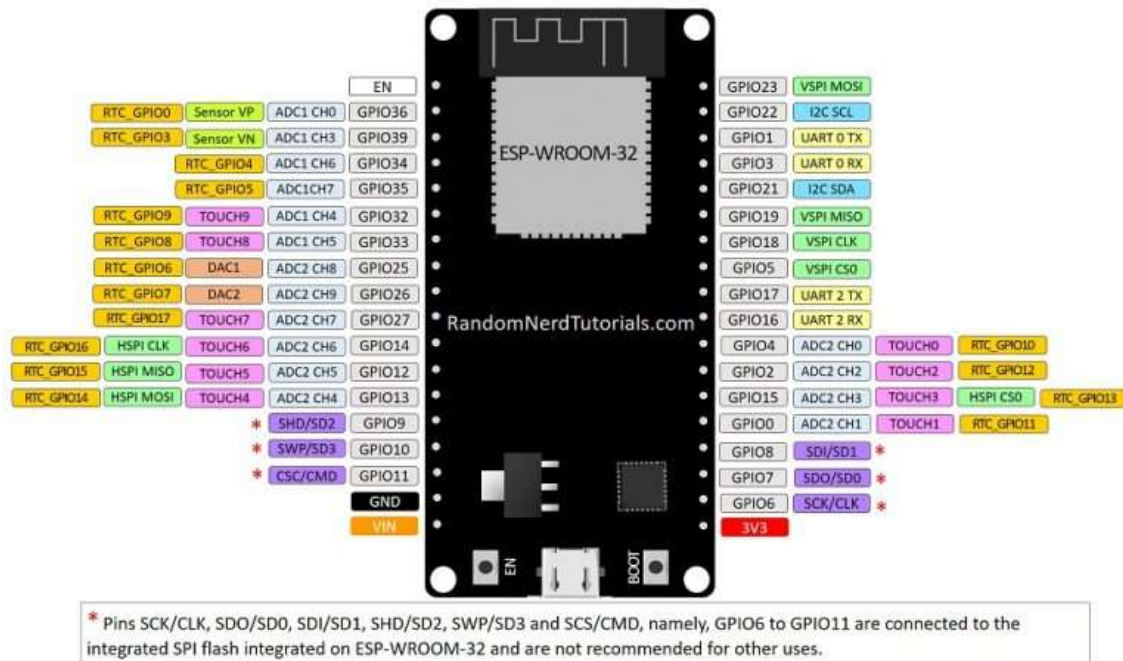 EN
RTC_GPIO0 Sensor VP ADC1 CH0 GPIO36
RTC_GPIO3 Sensor VN ADC1 CH3 GPIO39
RTC_GPIO4 ADC1 CH6 GPIO34
RTC_GPIO5 ADC1CH7 GPIO35
RTC_GPIO9 TOUCH9 ADC1 CH4 GPIO32
RTC_GPIO8 TOUCH8 ADC1 CH5 GPIO33
RTC_GPIO6 DAC1 ADC2 CH8 GPIO25
RTC_GPIO7 DAC2 ADC2 CH9 GPIO26
RTC_GPIO17 TOUCH7 ADC2 CH7 GPIO27
RTC_GPIO16 HSPI CLK TOUCH6 ADC2 CH6 GPIO14
RTC_GPIO15 HSPI MISO TOUCH5 ADC2 CH5 GPIO12
RTC_GPIO14 HSPI MOSI TOUCH4 ADC2 CH4 GPIO13
* SHD/SD2 GPIO9
* SWP/SD3 GPIO10
* CSC/CMD GPIO11
GND
VIN
ESP-WROOM-32
RandomNerdTutorials.com
EN
BOOT
GPIO23 VSPI MOSI
GPIO22 I2C SCL
GPIO1 UART 0 TX
GPIO3 UART 0 RX
GPIO21 I2C SDA
GPIO19 VSPI MISO
GPIO18 VSPI CLK
GPIO5 VSPI CS0
GPIO17 UART 2 TX
GPIO16 UART 2 RX
GPIO4 ADC2 CH0 TOUCH0 RTC_GPIO10
GPIO2 ADC2 CH2 TOUCH2 RTC_GPIO12
GPIO15 ADC2 CH3 TOUCH3 HSPI CS0 RTC_GPIO13
GPIO0 ADC2 CH1 TOUCH1 RTC_GPIO11
GPIO8 SDI/SD1 *
GPIO7 SDO/SD0 *
GPIO6 SCK/CLK *
3V3
* Pins SCK/CLK, SDO/SD0, SDI/SD1, SHD/SD2, SWP/SD3 and SCS/CMD, namely, GPIO6 to GPIO11 are connected to the
integrated SPI flash integrated on ESP-WROOM-32 and are not recommended for other uses.